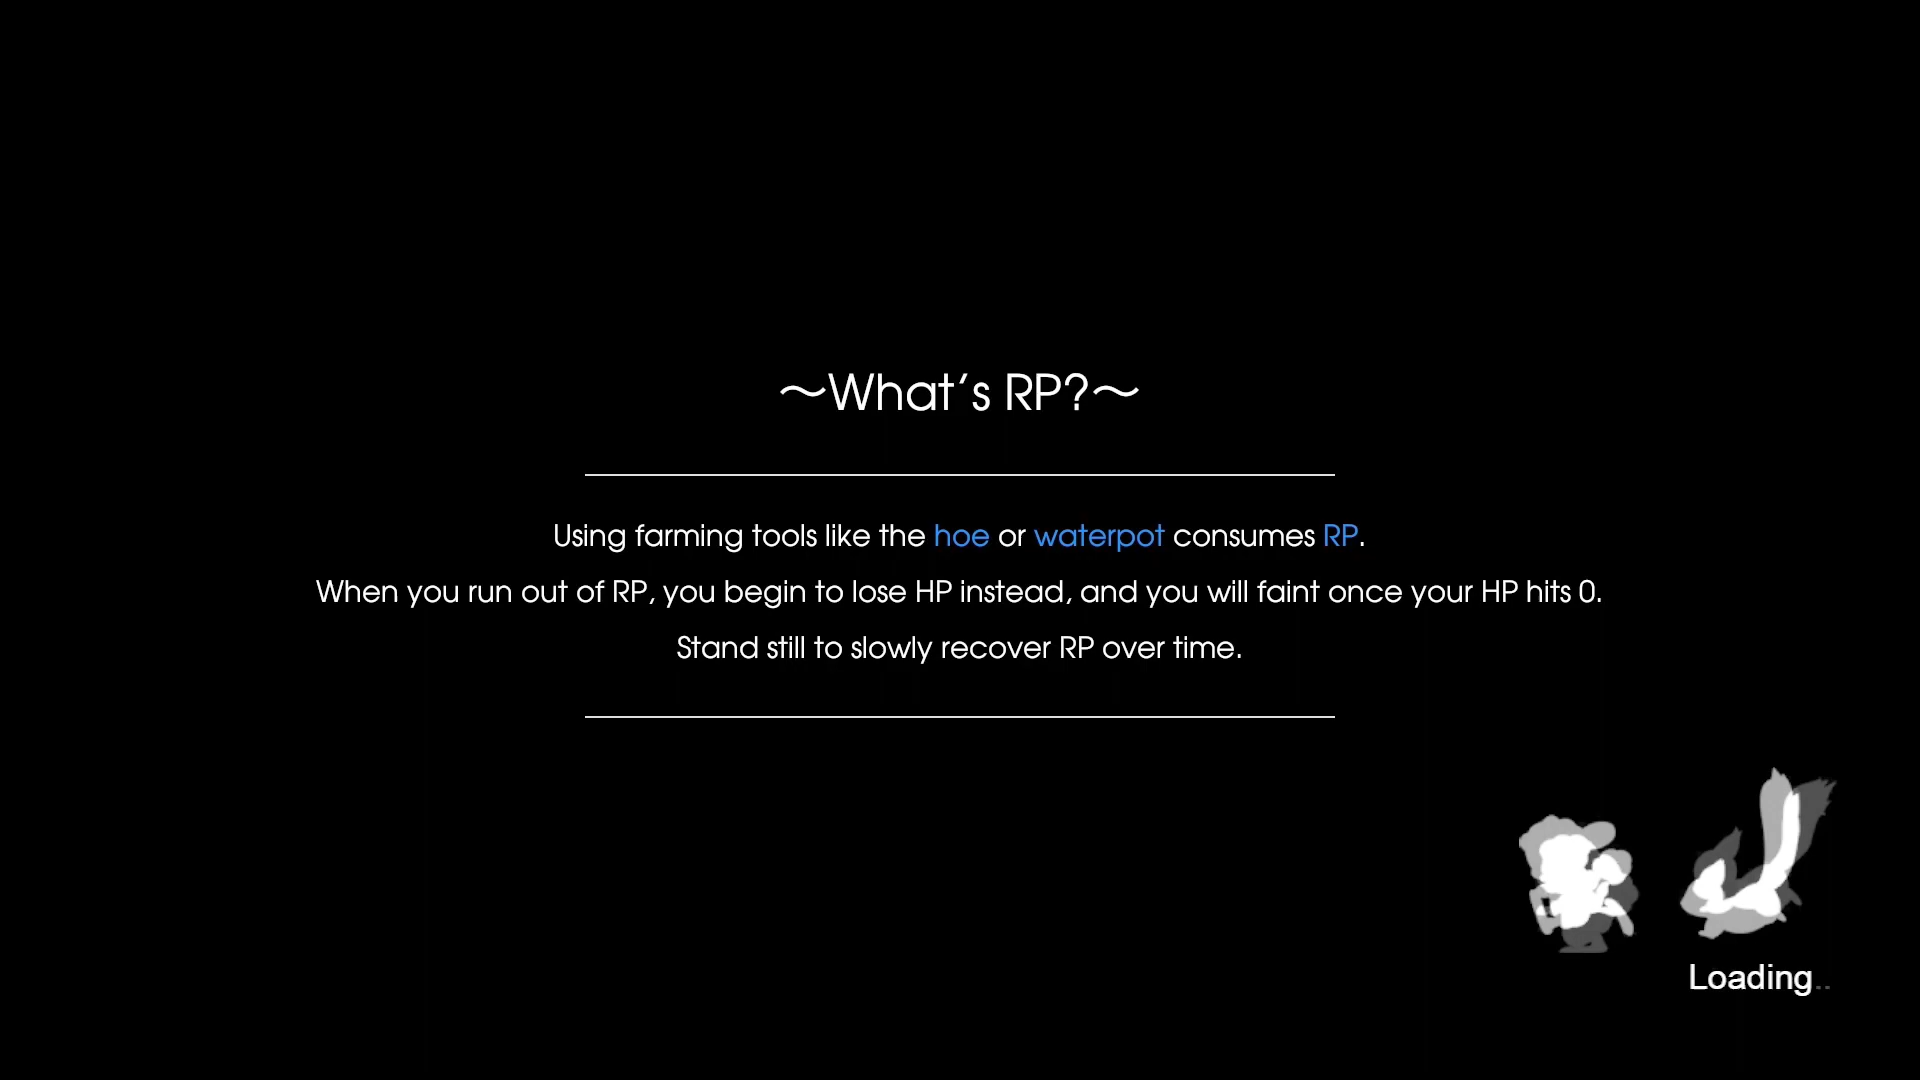 ～What's RP?～
Using farming tools like the hoe or waterpot consumes RP.
When you run out of RP, you begin to lose HP instead, and you will faint once your HP hits 0.
Stand still to slowly recover RP over time.
Loading..